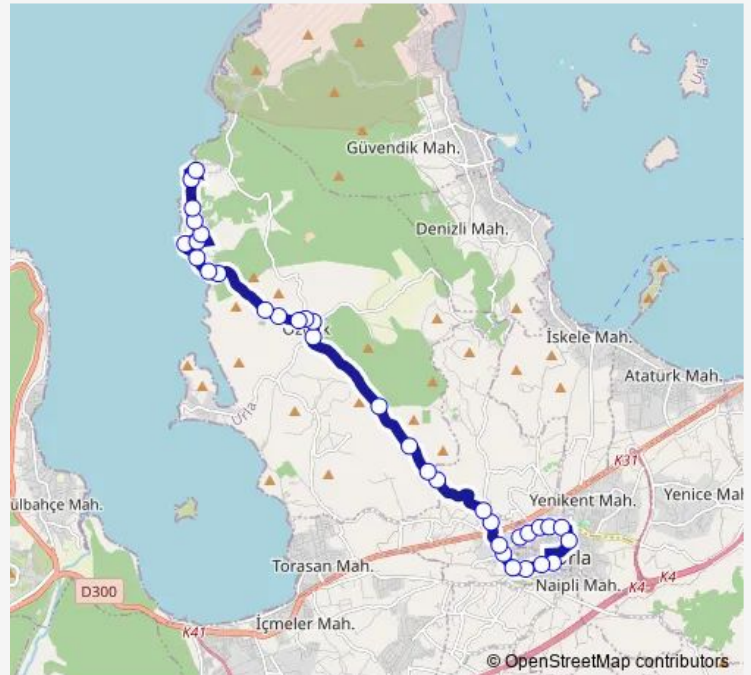 Urla
Güvendik Mah.
Denizli Mah.
İskele Mah.
Atatürk Mah.
Urla
ülbahçe Mah.
K31
Yenikent Mah.
Yenice Mah
Torasan Mah.
Naipli Mah.
D300
K4
K4
İçmeler Mah.
K41
© OpenStreetMap contributors